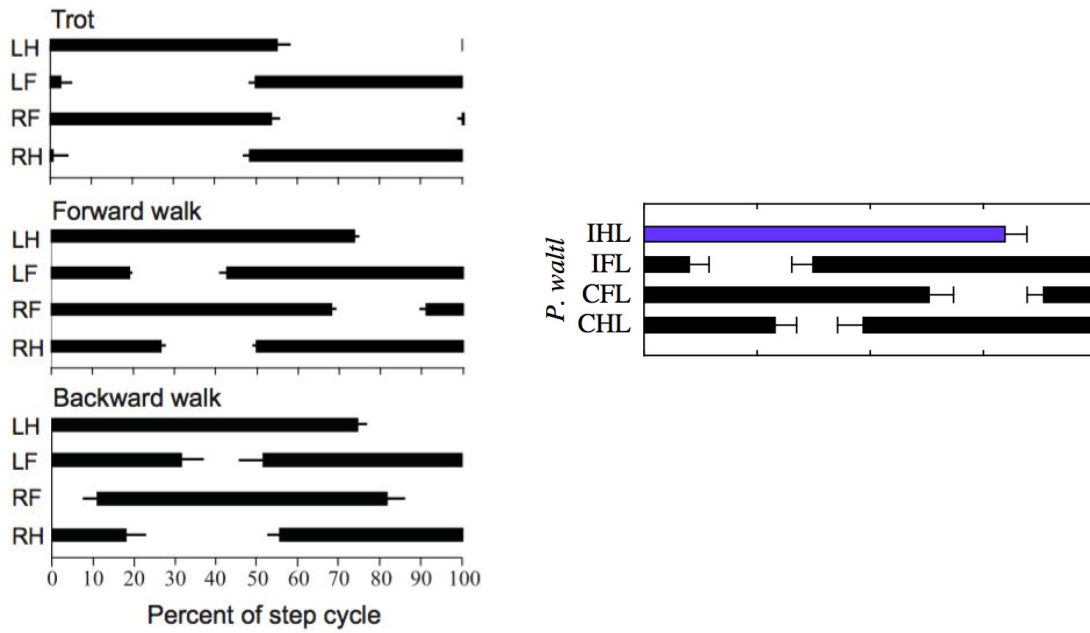 Trot
LH
LF
RF
RH
Forward walk
LH
LF
RF
RH
Backward walk
LH
LF
RF
RH
0 10 20 30 40 50 60 70 80 90 100
Percent of step cycle
P. waltl
IHL
IFL
CFL
CHL